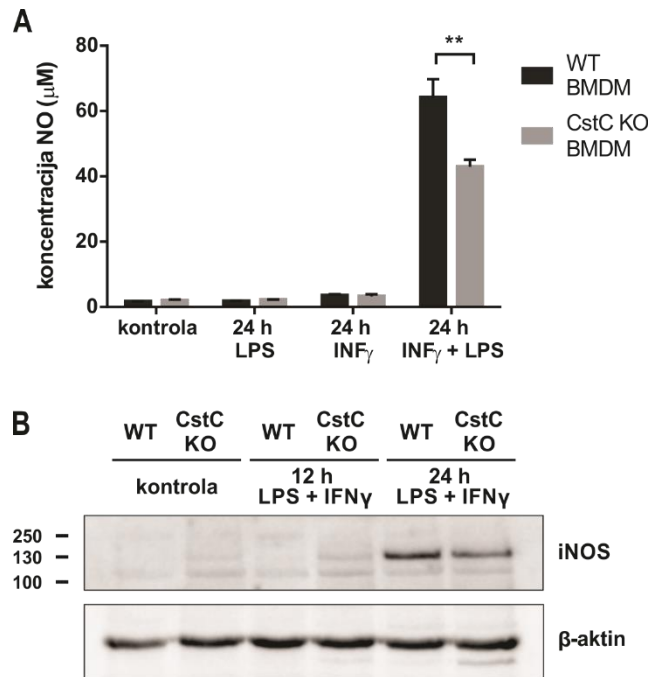 A
koncentracija NO (µM)
80
60
40
20
0
**
WT
BMDM
CstC KO
BMDM
kontrola
24 h
LPS
24 h
INFγ
24 h
INFγ + LPS
B
WT
CstC
KO
WT
CstC
KO
WT
CstC
KO
kontrola
12 h
LPS + IFNγ
24 h
LPS + IFNγ
250
130
100
iNOS
β-aktin